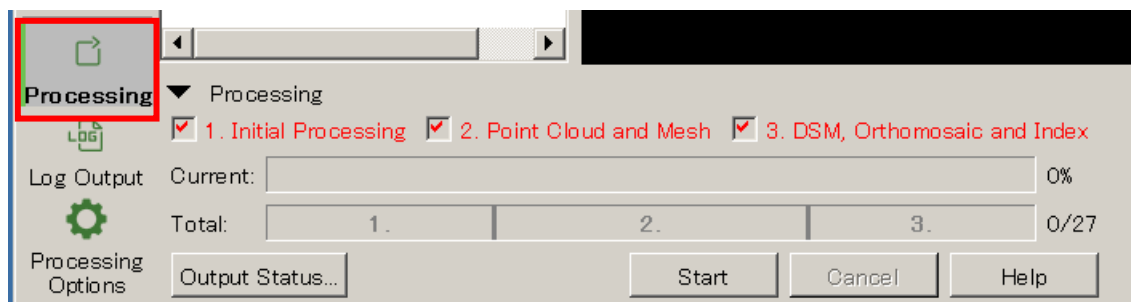 Processing
LOG
Log Output
Processing
Options
Processing
1. Initial Processing 2. Point Cloud and Mesh 3. DSM, Orthomosaic and Index
Current: 0%
Total: 1. 2. 3. 0/27
Output Status... Start Cancel Help